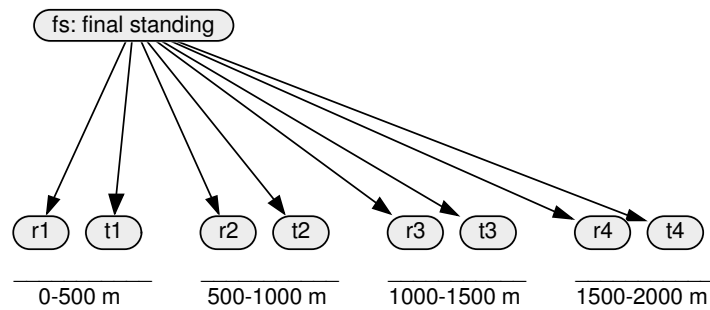 fs: final standing
r1 t1 r2 t2 r3 t3 r4 t4
0-500 m 500-1000 m 1000-1500 m 1500-2000 m